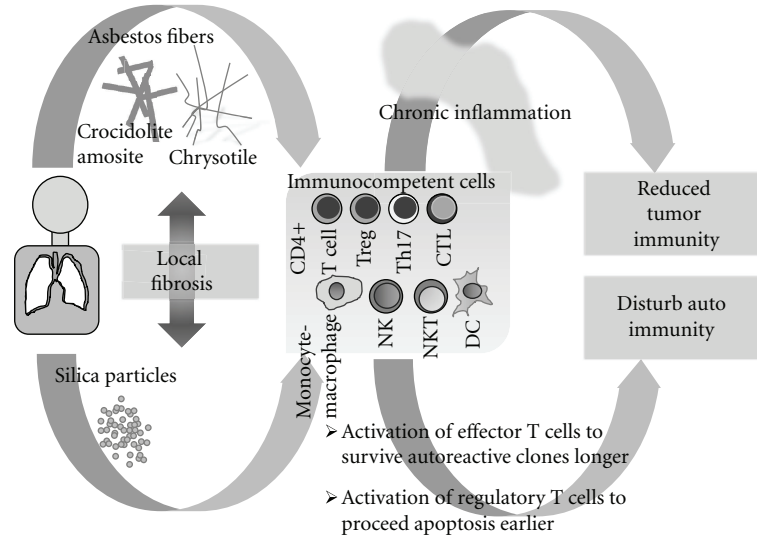 Asbestos fibers
Crocidolite
amosite
Chrysotile
Local
fibrosis
Silica particles
Chronic inflammation
Immunocompetent cells
CD4+
T cell
Treg
Th17
CTL
Monocyte-
macrophage
NK
NKT
DC
Reduced
tumor
immunity
Disturb auto
immunity
➢ Activation of effector T cells to
survive autoreactive clones longer
➢ Activation of regulatory T cells to
proceed apoptosis earlier